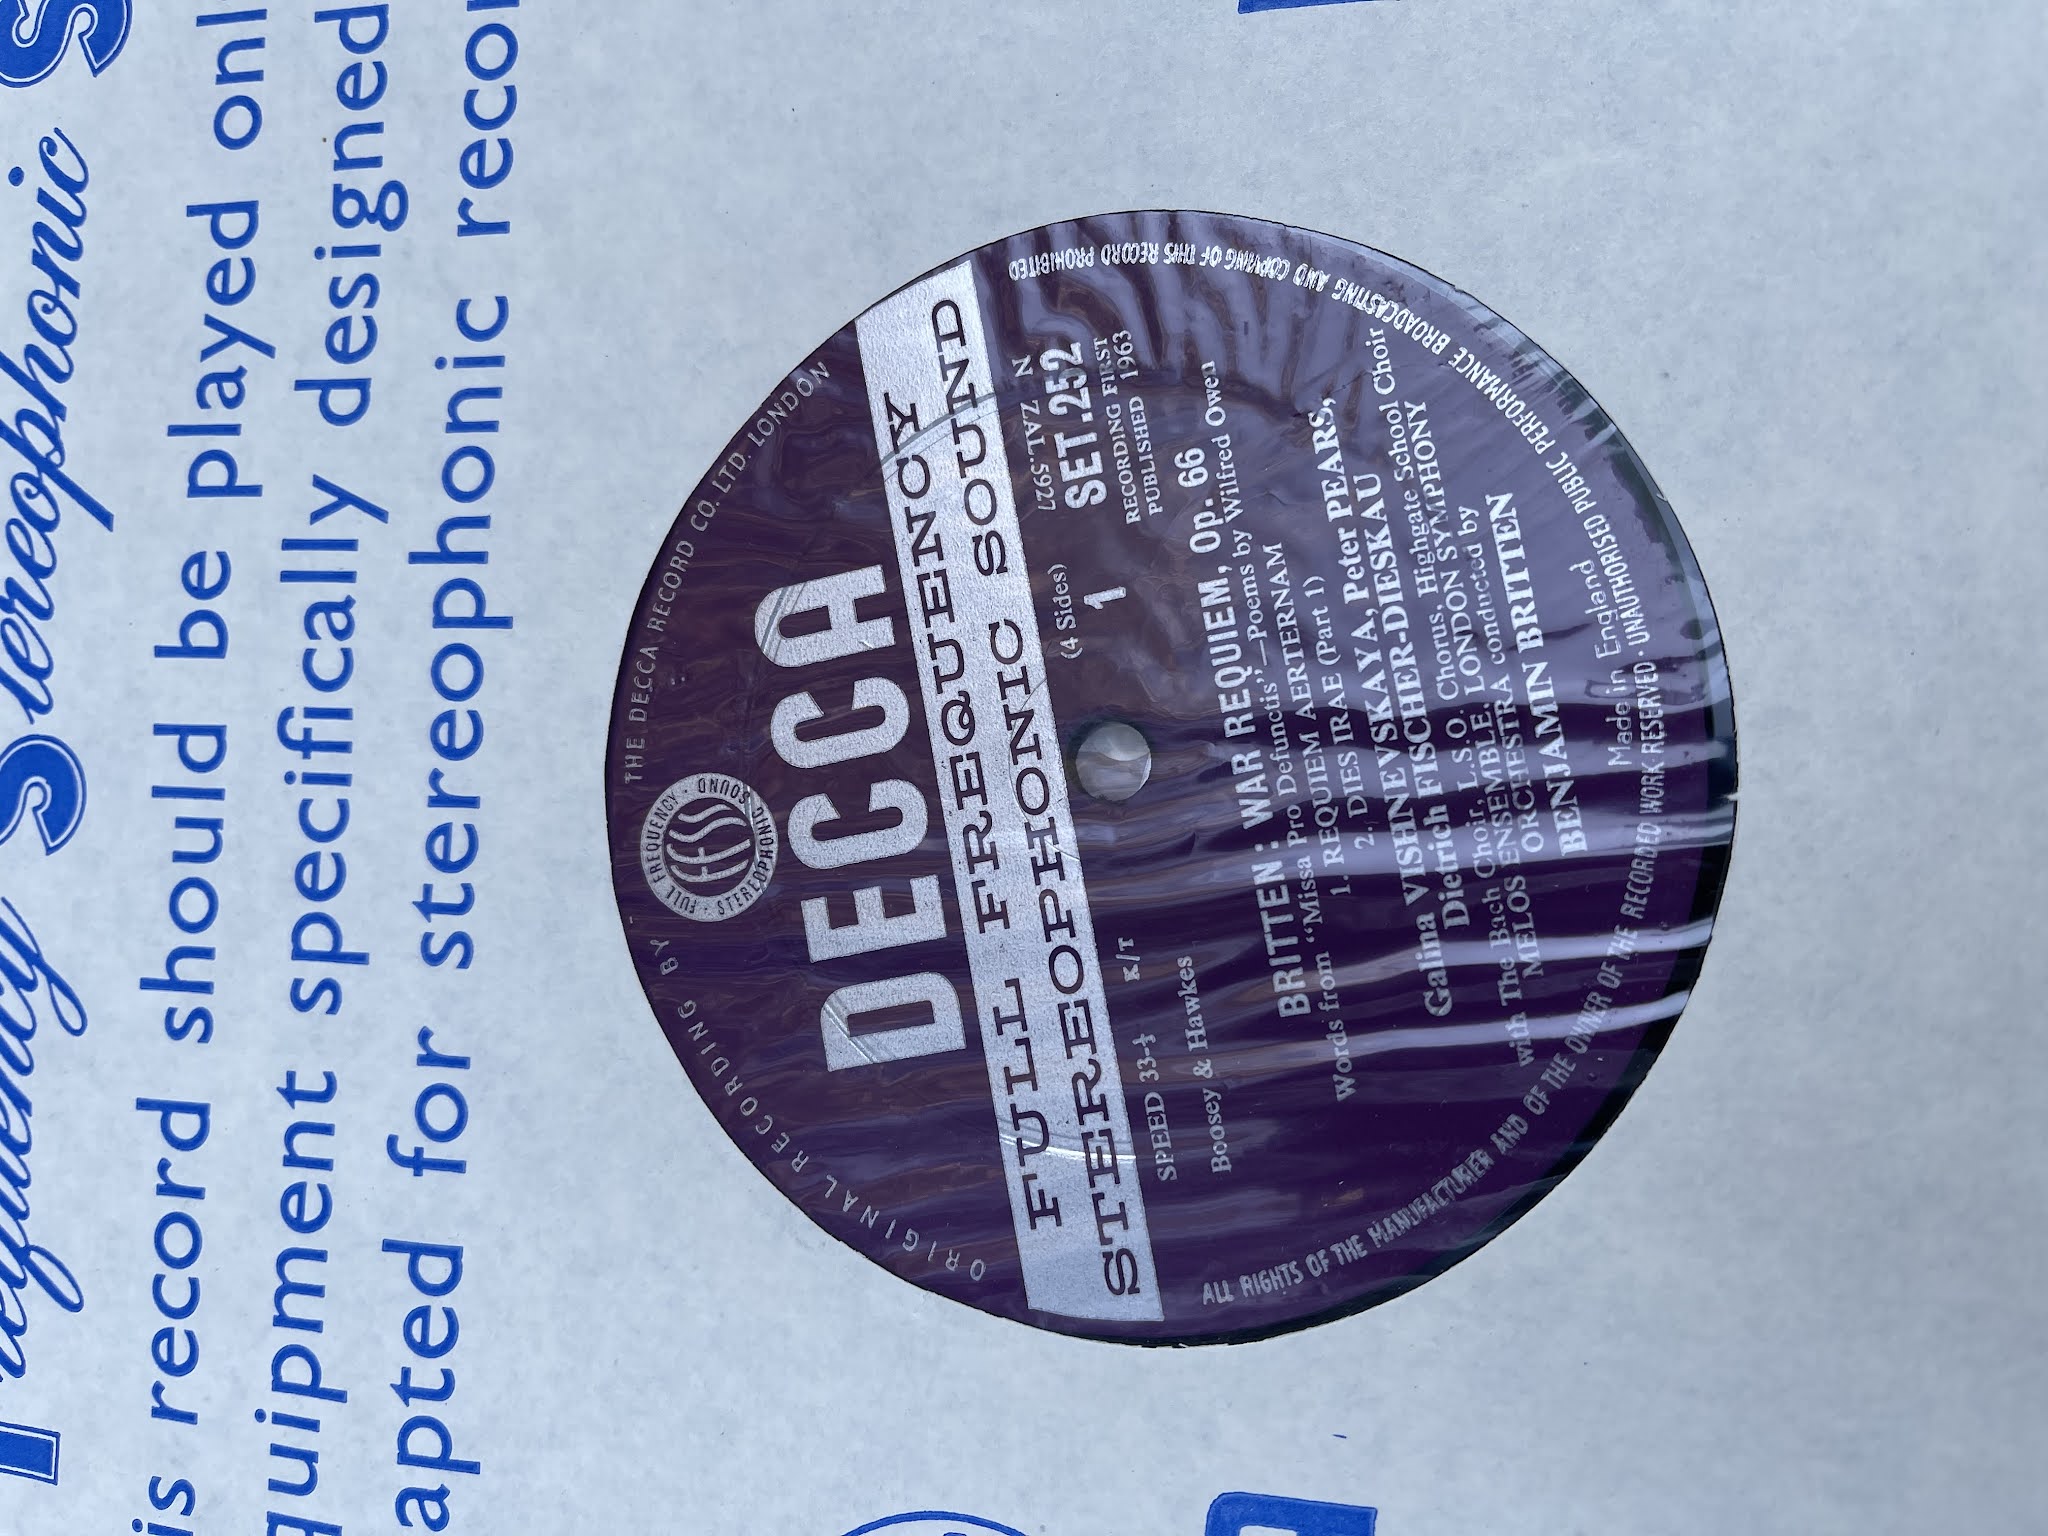 Frequency Stereophonic S
is record should be played onl
quipment specifically designed
apted for stereophonic recor
ORIGINAL RECORDING BY - THE DECCA RECORD CO. LTD. LONDON
FULL FREQUENCY · STEREOPHONIC SOUND ·
ffss
DECCA
FULL FREQUENCY
STEREOPHONIC SOUND
ZAL.5927 N
(4 Sides)
SET.252
SPEED 33-⅓
K/T
1
RECORDING FIRST
PUBLISHED 1963
Boosey & Hawkes
BRITTEN : WAR REQUIEM, Op. 66
Words from “Missa Pro Defunctis”—Poems by Wilfred Owen
1. REQUIEM AERTERNAM
2. DIES IRAE (Part 1)
Galina VISHNEVSKAYA, Peter PEARS,
Dietrich FISCHER-DIESKAU
with The Bach Choir, L.S.O. Chorus, Highgate School Choir
MELOS ENSEMBLE, LONDON SYMPHONY
ORCHESTRA conducted by
BENJAMIN BRITTEN
Made in England
ALL RIGHTS OF THE MANUFACTURER AND OF THE OWNER OF THE RECORDED WORK RESERVED · UNAUTHORISED PUBLIC PERFORMANCE BROADCASTING AND COPYING OF THIS RECORD PROHIBITED